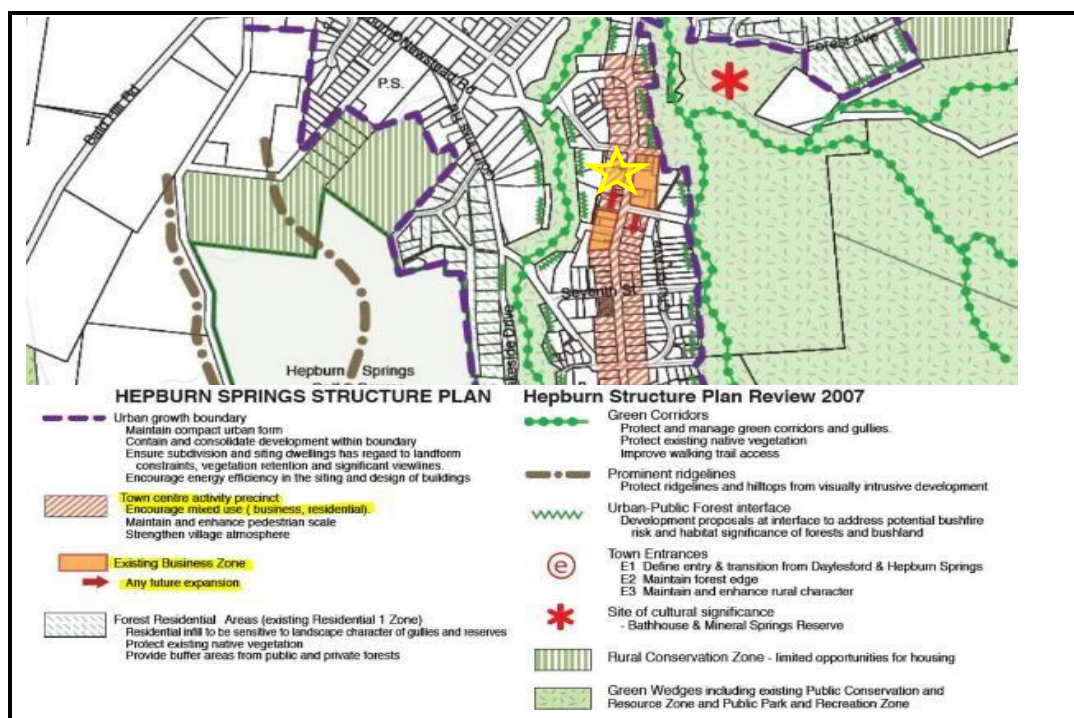 Forest Ave
Newstead Rd
P.S.
Bald Hill Rd
Seventh St
Lakeside Drive
Hepburn Springs
HEPBURN SPRINGS STRUCTURE PLAN
Urban growth boundary
Maintain compact urban form
Contain and consolidate development within boundary
Ensure subdivision and siting dwellings has regard to landform
constraints, vegetation retention and significant viewlines.
Encourage energy efficiency in the siting and design of buildings
Town centre activity precinct
Encourage mixed use ( business, residential).
Maintain and enhance pedestrian scale
Strengthen village atmosphere
Existing Business Zone
Any future expansion
Forest Residential Areas (existing Residential 1 Zone)
Residential infill to be sensitive to landscape character of gullies and reserves
Protect existing native vegetation
Provide buffer areas from public and private forests
Hepburn Structure Plan Review 2007
Green Corridors
Protect and manage green corridors and gullies.
Protect existing native vegetation
Improve walking trail access
Prominent ridgelines
Protect ridgelines and hilltops from visually intrusive development
Urban-Public Forest interface
Development proposals at interface to address potential bushfire
risk and habitat significance of forests and bushland
e
Town Entrances
E1 Define entry & transition from Daylesford & Hepburn Springs
E2 Maintain forest edge
E3 Maintain and enhance rural character
Site of cultural significance
- Bathhouse & Mineral Springs Reserve
Rural Conservation Zone - limited opportunities for housing
Green Wedges including existing Public Conservation and
Resource Zone and Public Park and Recreation Zone